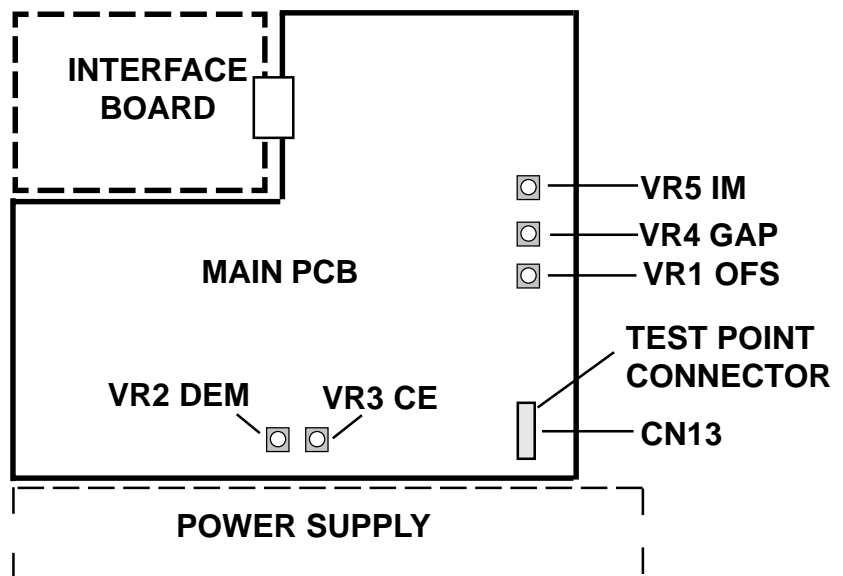 INTERFACE
BOARD
VR5 IM
VR4 GAP
MAIN PCB
VR1 OFS
TEST POINT
CONNECTOR
VR2 DEM
VR3 CE
CN13
POWER SUPPLY